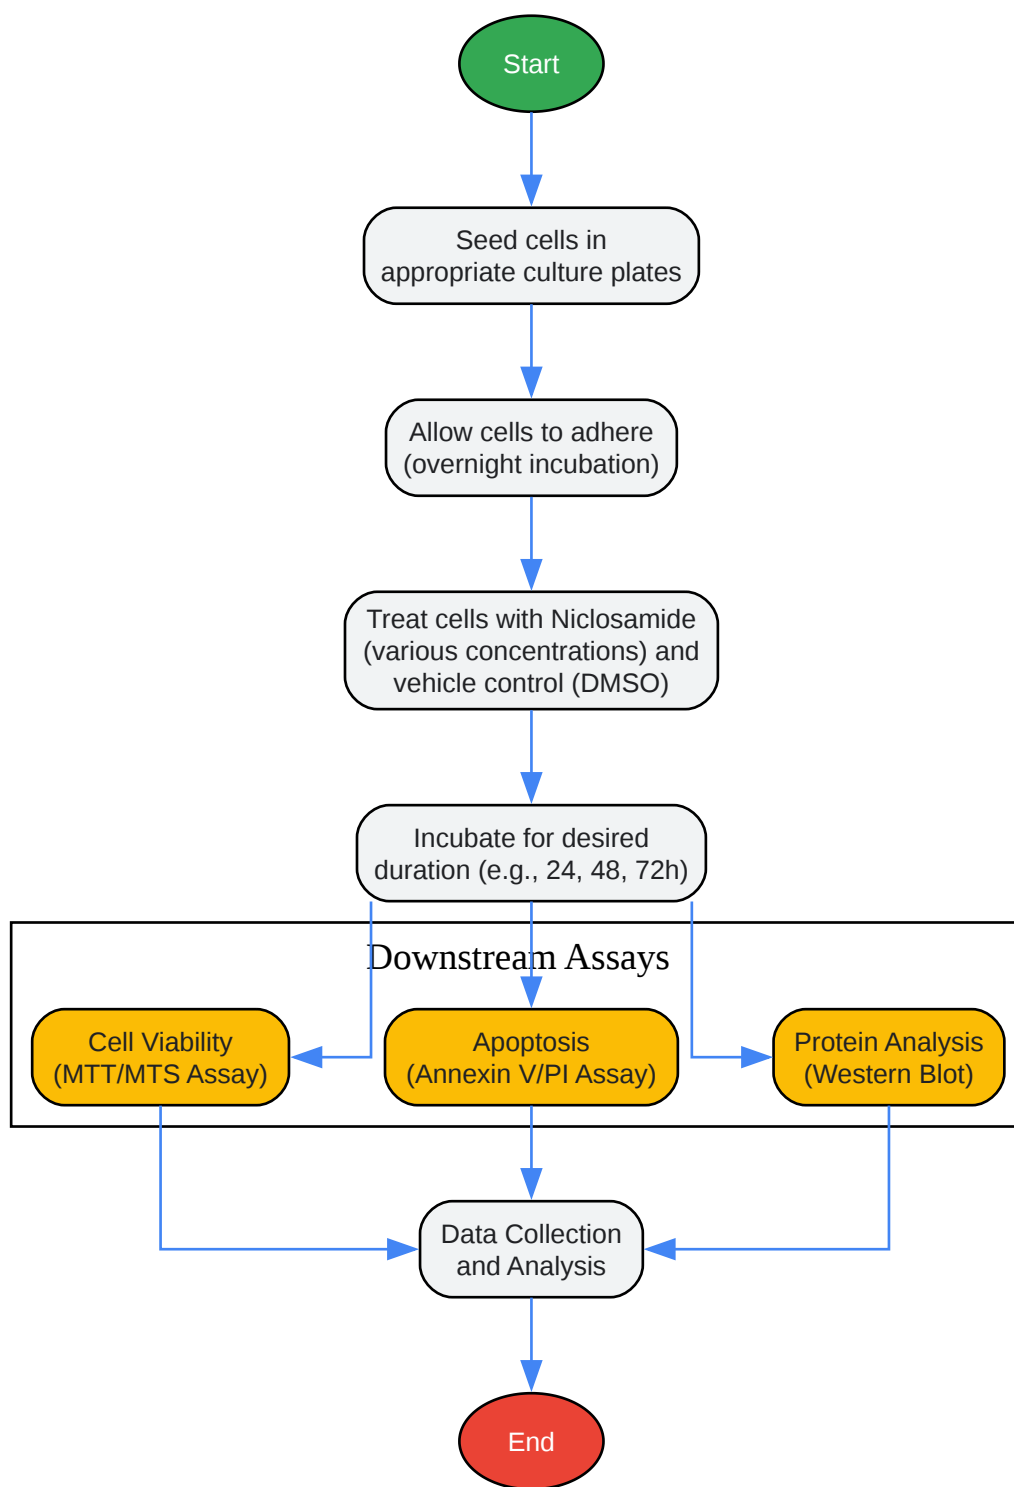 Start
Seed cells in
appropriate culture plates
Allow cells to adhere
(overnight incubation)
Treat cells with Niclosamide
(various concentrations) and
vehicle control (DMSO)
Incubate for desired
duration (e.g., 24, 48, 72h)
Downstream Assays
Cell Viability
(MTT/MTS Assay)
Apoptosis
(Annexin V/PI Assay)
Protein Analysis
(Western Blot)
Data Collection
and Analysis
End